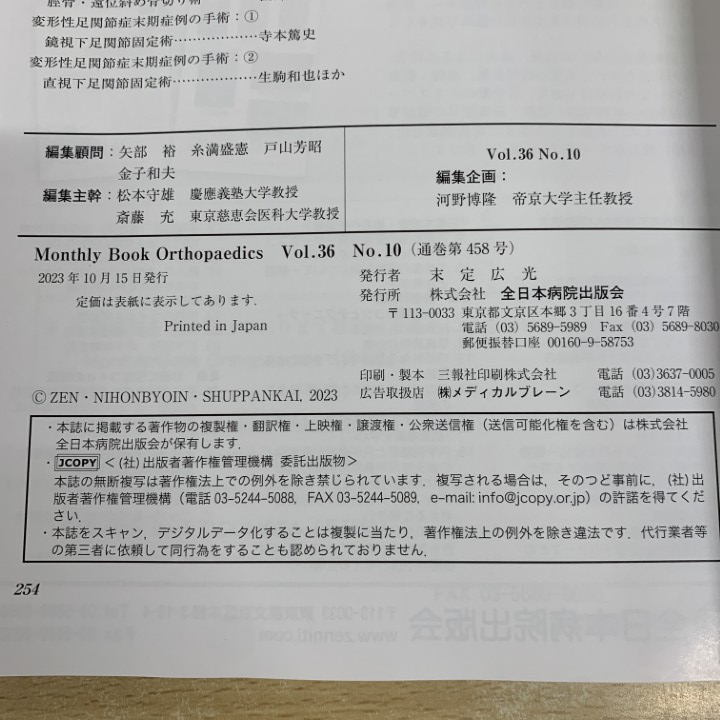 脛骨・遠位斜め骨切り術
変形性足関節症末期症例の手術：①
鏡視下足関節固定術………………寺本篤史
変形性足関節症末期症例の手術：②
直視下足関節固定術………………生駒和也ほか
編集顧問：矢部　裕　糸満盛憲　戸山芳昭
金子和夫
編集主幹：松本守雄　慶應義塾大学教授
斎藤　充　東京慈恵会医科大学教授
Vol.36 No.10
編集企画：
河野博隆　帝京大学主任教授
Monthly Book Orthopaedics　Vol.36　No.10（通巻第 458 号）
2023 年 10 月 15 日発行
定価は表紙に表示してあります．
Printed in Japan
発行者　末　定　広　光
発行所　株式会社　全日本病院出版会
〒113-0033 東京都文京区本郷 3 丁目 16 番 4 号 7 階
電話（03）5689-5989　Fax（03）5689-8030
郵便振替口座 00160-9-58753
印刷・製本　三報社印刷株式会社　電話（03）3637-0005
広告取扱店　㈱メディカルブレーン　電話（03）3814-5980
© ZEN・NIHONBYOIN・SHUPPANKAI, 2023
・本誌に掲載する著作物の複製権・翻訳権・上映権・譲渡権・公衆送信権（送信可能化権を含む）は株式会社
全日本病院出版会が保有します．
・JCOPY＜（社）出版者著作権管理機構 委託出版物＞
本誌の無断複写は著作権法上での例外を除き禁じられています．複写される場合は，そのつど事前に，（社）出
版者著作権管理機構（電話 03-5244-5088，FAX 03-5244-5089，e-mail: info@jcopy.or.jp）の許諾を得てくだ
さい．
・本誌をスキャン，デジタルデータ化することは複製に当たり，著作権法上の例外を除き違法です．代行業者等
の第三者に依頼して同行為をすることも認められておりません．
254